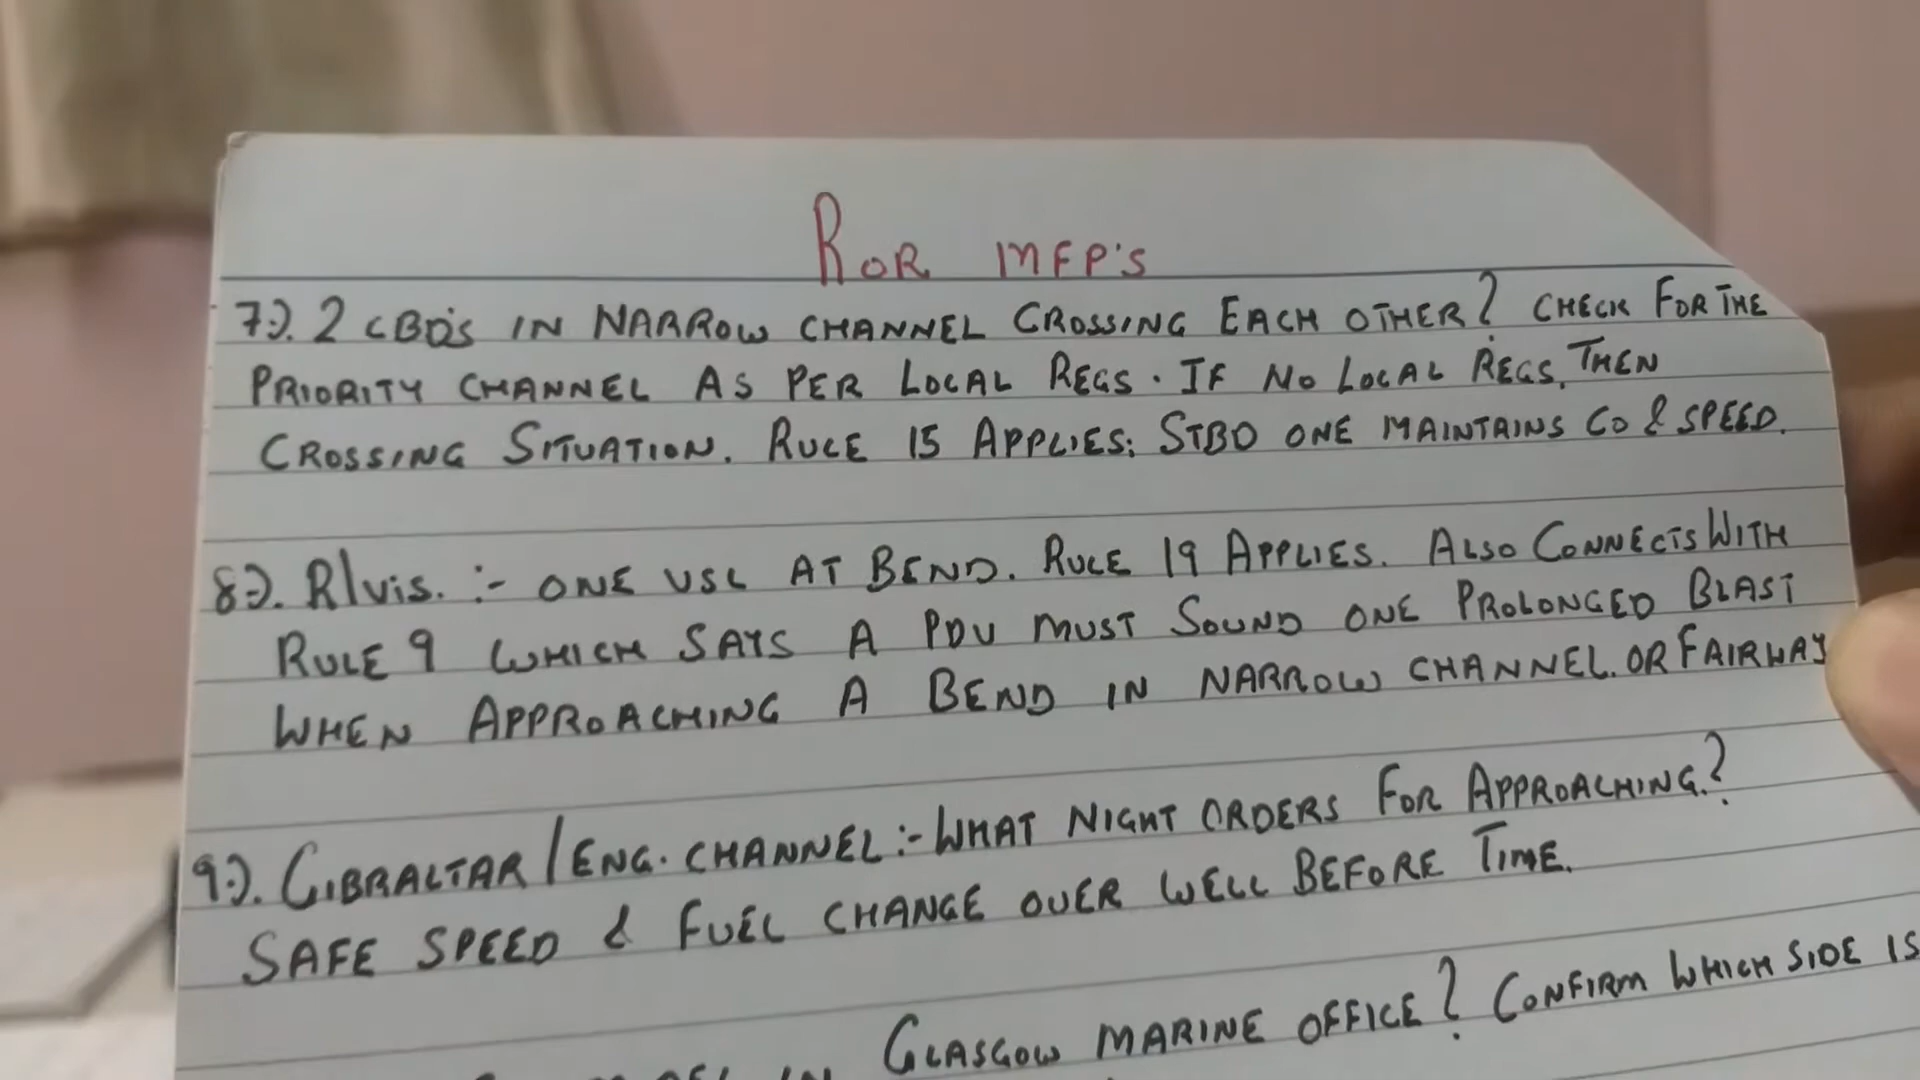 ROR MFP'S
7). 2 CBD'S IN NARROW CHANNEL CROSSING EACH OTHER? CHECK FOR THE
PRIORITY CHANNEL AS PER LOCAL REGS. IF NO LOCAL REGS, THEN
CROSSING SITUATION. RULE 15 APPLIES: STBD ONE MAINTAINS CO & SPEED.
8). R/VIS. :- ONE VSL AT BEND. RULE 19 APPLIES. ALSO CONNECTS WITH
RULE 9 WHICH SAYS A PDV MUST SOUND ONE PROLONGED BLAST
WHEN APPROACHING A BEND IN NARROW CHANNEL. OR FAIRWAY
9). GIBRALTAR / ENG. CHANNEL :- WHAT NIGHT ORDERS FOR APPROACHING.?
SAFE SPEED & FUEL CHANGE OVER WELL BEFORE TIME.
IN GLASGOW MARINE OFFICE? CONFIRM WHICH SIDE IS